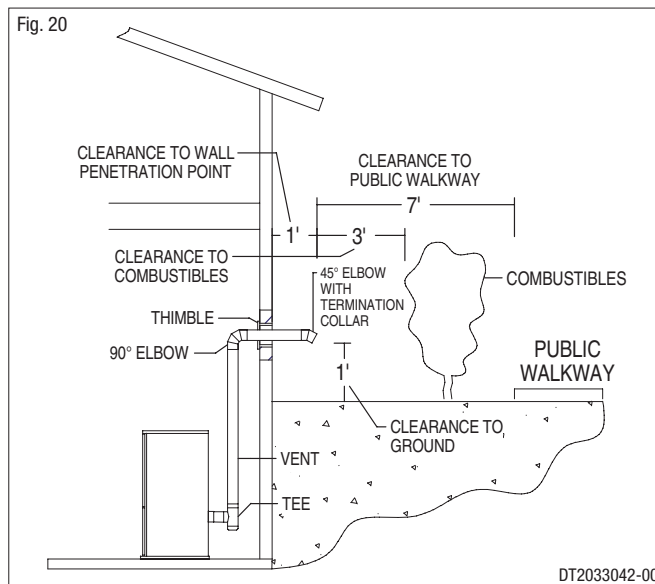 Fig. 20
CLEARANCE TO WALL
PENETRATION POINT
CLEARANCE TO
PUBLIC WALKWAY
7'
1'
3'
CLEARANCE TO
COMBUSTIBLES
45° ELBOW
WITH
TERMINATION
COLLAR
COMBUSTIBLES
THIMBLE
90° ELBOW
1'
PUBLIC
WALKWAY
CLEARANCE TO
GROUND
VENT
TEE
DT2033042-00